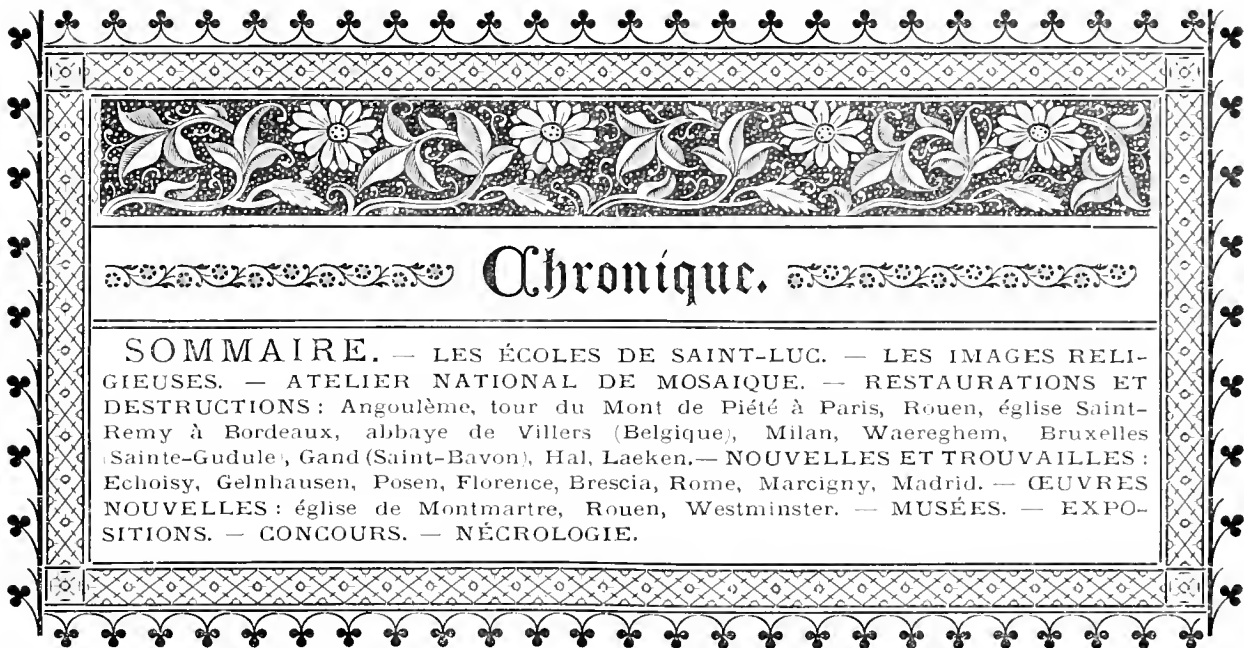 Chronique.
SOMMAIRE. — LES ÉCOLES DE SAINT-LUC. — LES IMAGES RELI-
GIEUSES. — ATELIER NATIONAL DE MOSAIQUE. — RESTAURATIONS ET
DESTRUCTIONS : Angoulème, tour du Mont de Piété à Paris, Rouen, église Saint-
Remy à Bordeaux, abbaye de Villers (Belgique), Milan, Waereghem, Bruxelles
(Sainte-Gudule), Gand (Saint-Bavon), Hal, Laeken. — NOUVELLES ET TROUVAILLES :
Echoisy, Gelnhausen, Posen, Florence, Brescia, Rome, Marcigny, Madrid. — ŒUVRES
NOUVELLES : église de Montmartre, Rouen, Westminster. — MUSÉES. — EXPO-
SITIONS. — CONCOURS. — NÉCROLOGIE.